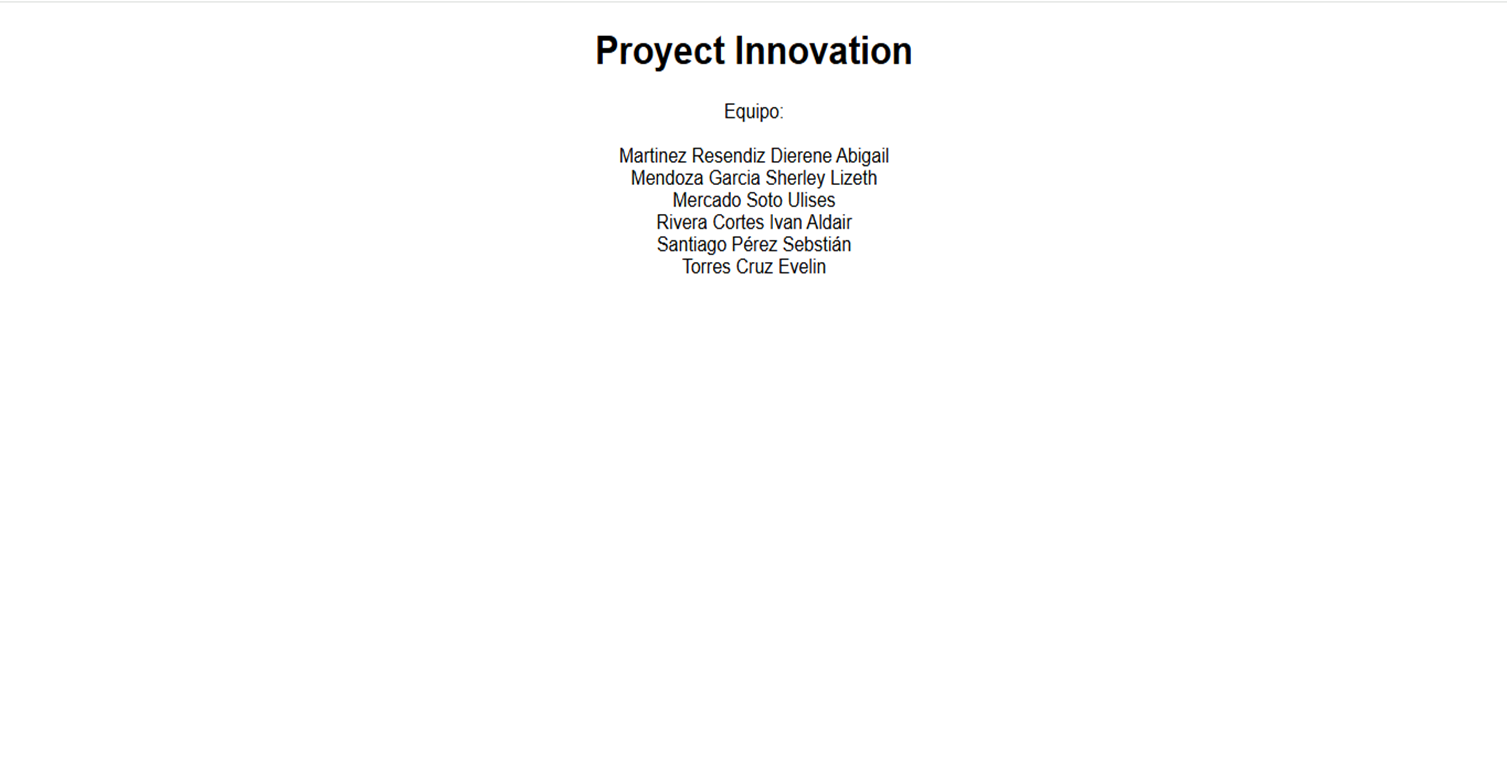 Proyect Innovation
Equipo:
Martinez Resendiz Dierene Abigail
Mendoza Garcia Sherley Lizeth
Mercado Soto Ulises
Rivera Cortes Ivan Aldair
Santiago Pérez Sebstián
Torres Cruz Evelin